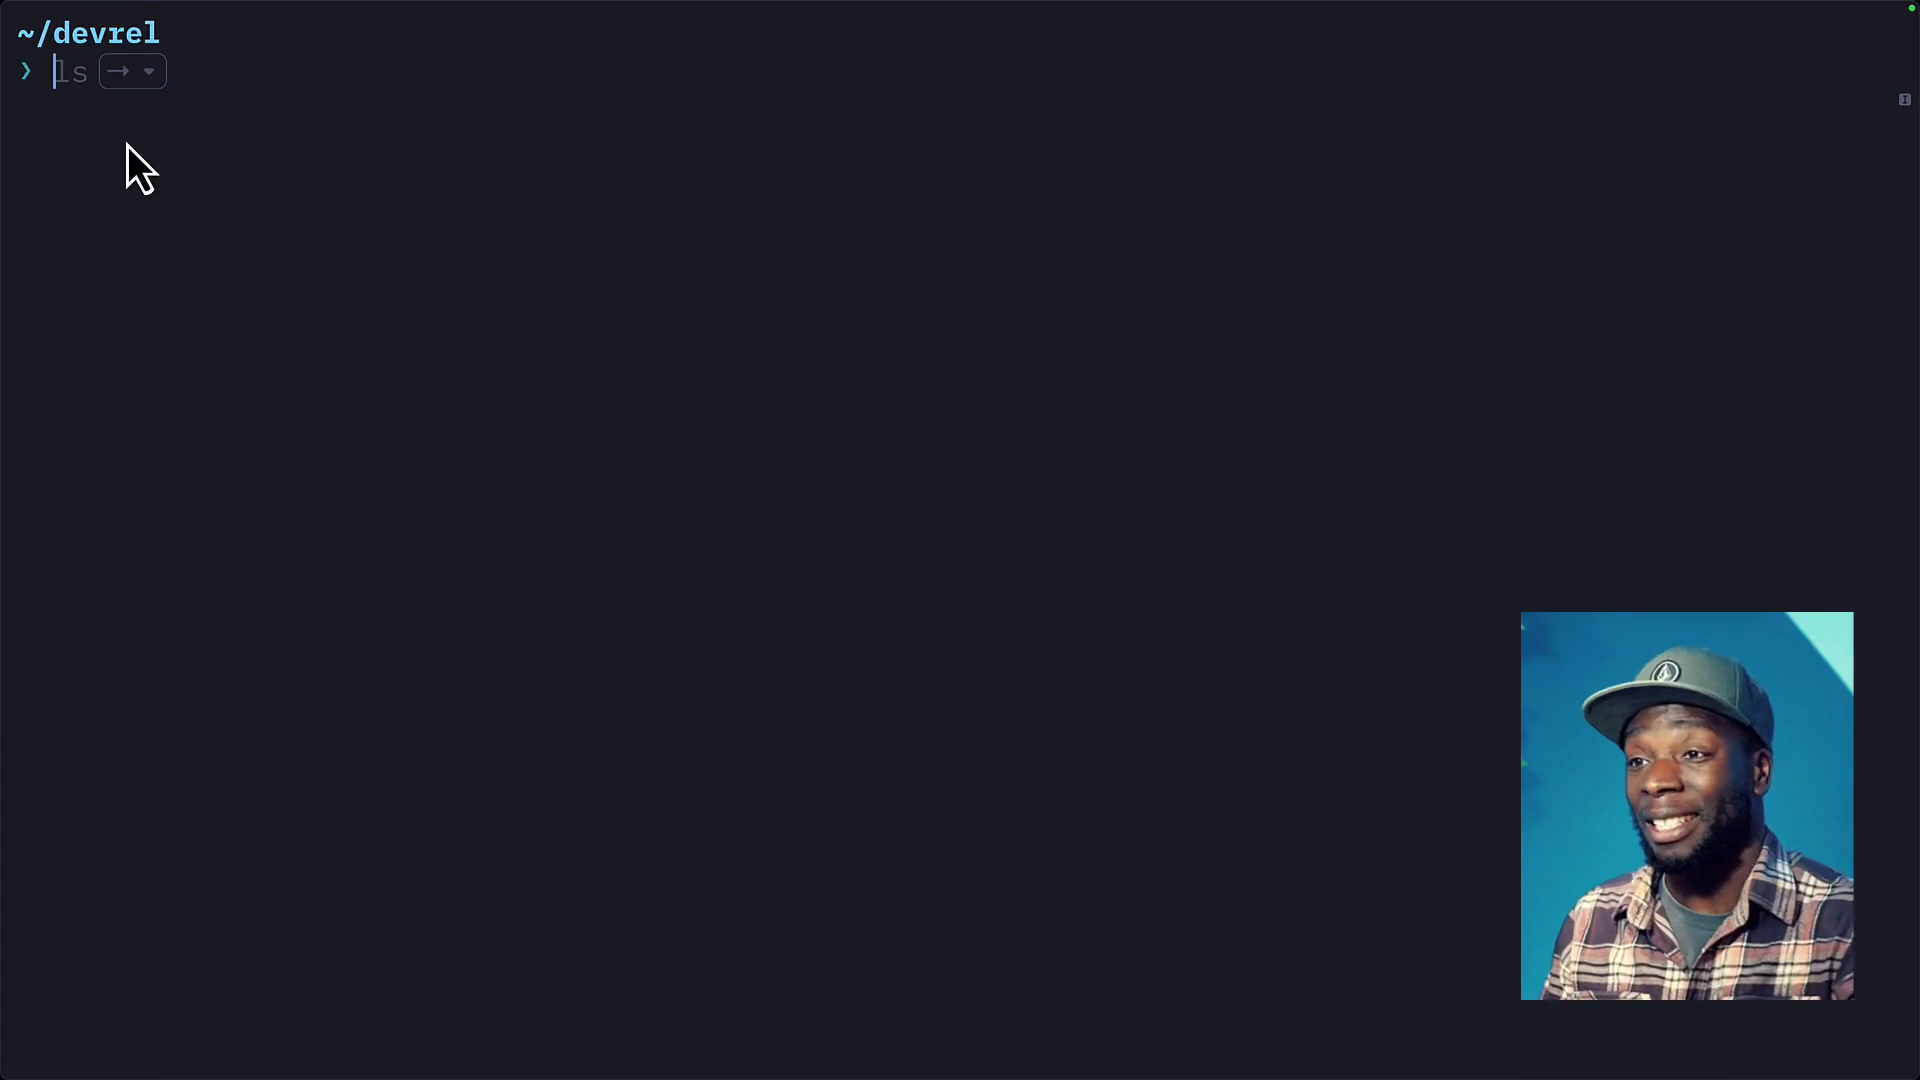 ~/devrel
❯ ls →